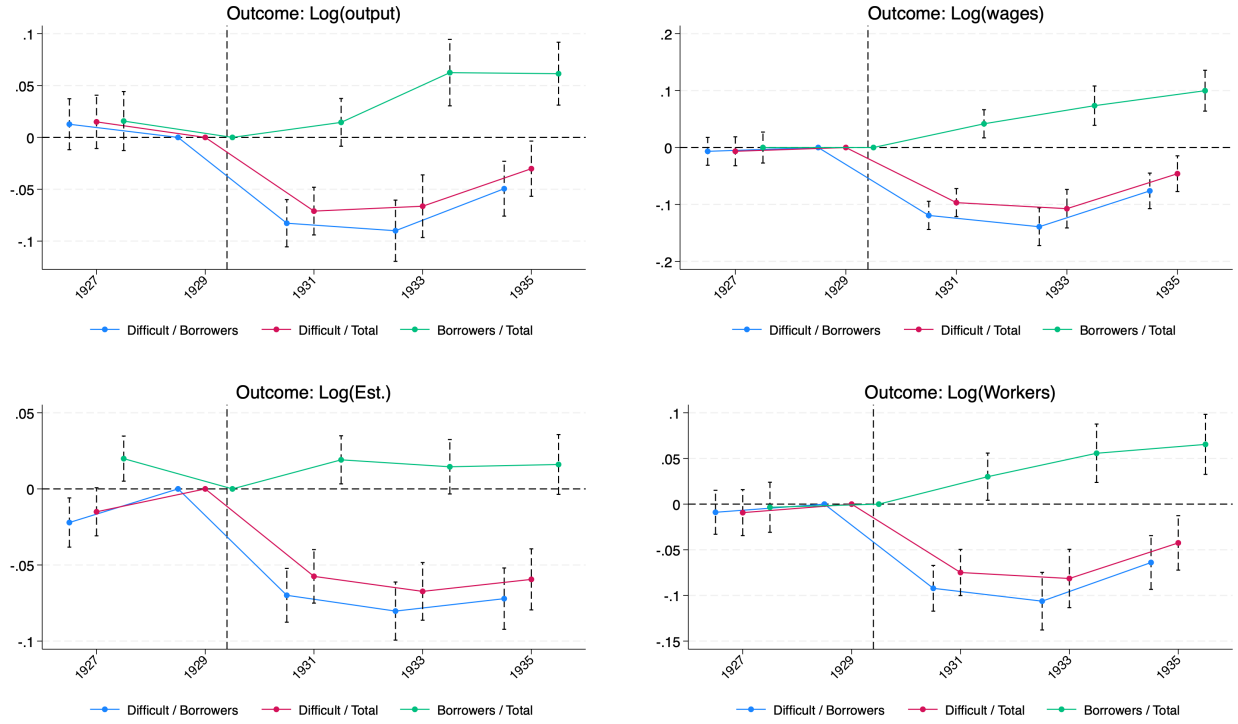 Outcome: Log(output)
.1
.05
0
-.05
-.1
1927
1929
1931
1933
1935
Difficult / Borrowers
Difficult / Total
Borrowers / Total
Outcome: Log(wages)
.2
.1
0
-.1
-.2
1927
1929
1931
1933
1935
Difficult / Borrowers
Difficult / Total
Borrowers / Total
Outcome: Log(Est.)
.05
0
-.05
-.1
1927
1929
1931
1933
1935
Difficult / Borrowers
Difficult / Total
Borrowers / Total
Outcome: Log(Workers)
.1
.05
0
-.05
-.1
-.15
1927
1929
1931
1933
1935
Difficult / Borrowers
Difficult / Total
Borrowers / Total